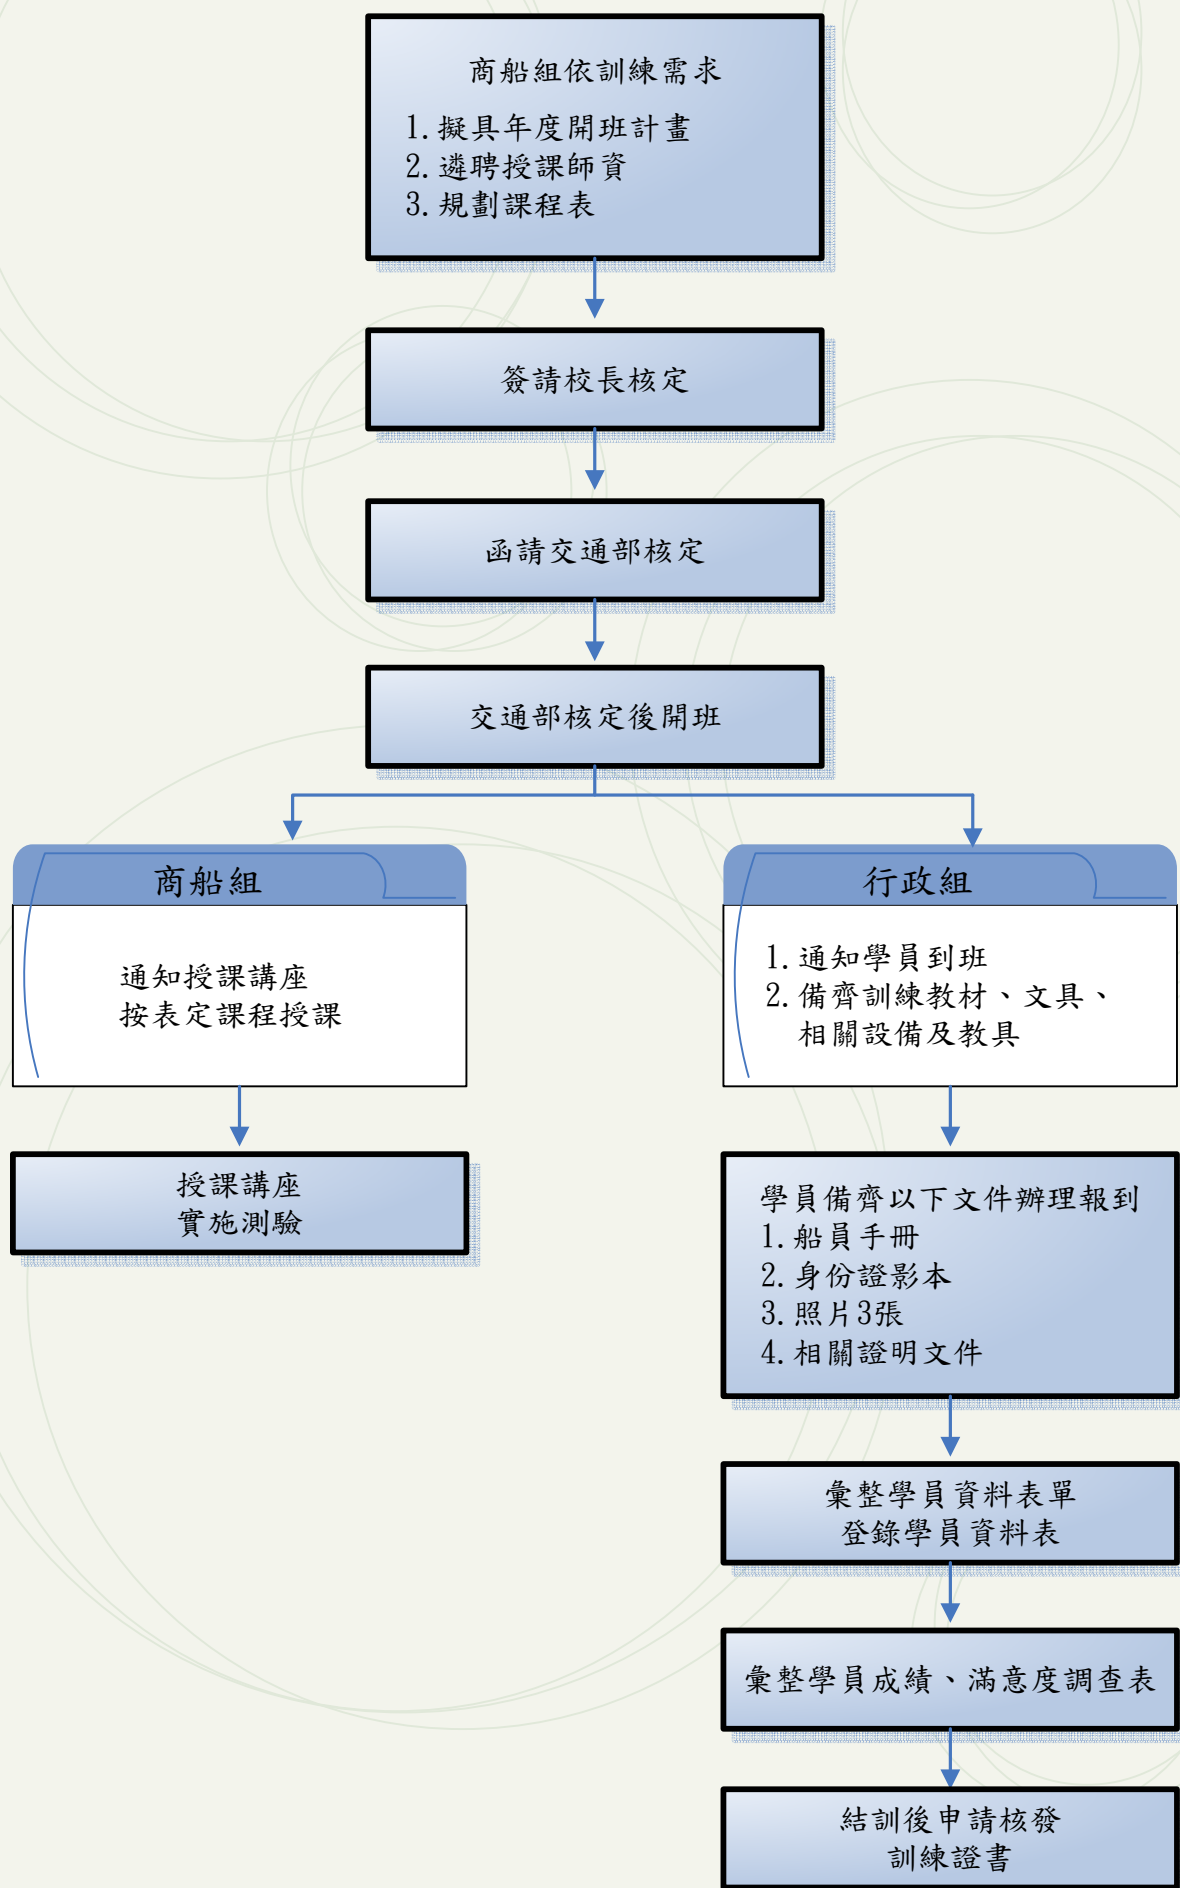 商船組依訓練需求
1.擬具年度開班計畫
2.遴聘授課師資
3.規劃課程表
簽請校長核定
函請交通部核定
交通部核定後開班
商船組
通知授課講座
按表定課程授課
授課講座
實施測驗
行政組
1.通知學員到班
2.備齊訓練教材、文具、
相關設備及教具
學員備齊以下文件辦理報到
1.船員手冊
2.身份證影本
3.照片3張
4.相關證明文件
彙整學員資料表單
登錄學員資料表
彙整學員成績、滿意度調查表
結訓後申請核發
訓練證書